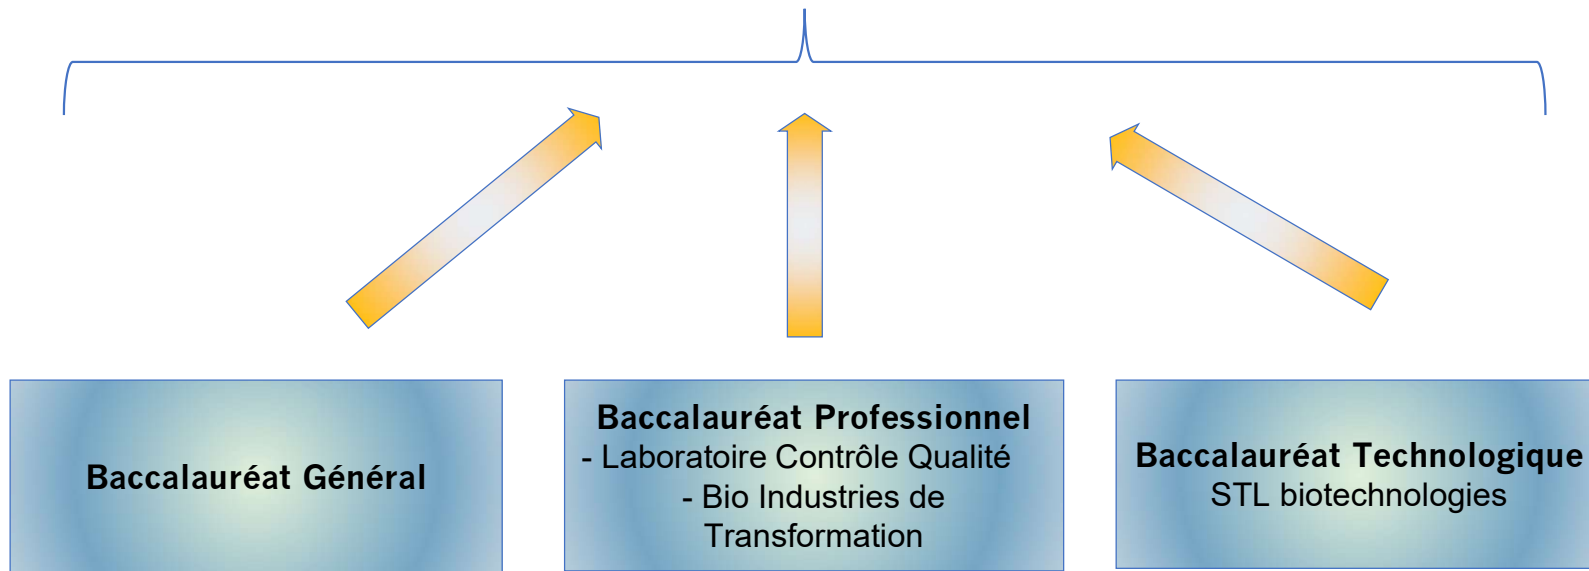 Baccalauréat Général
Baccalauréat Professionnel
- Laboratoire Contrôle Qualité
- Bio Industries de
Transformation
Baccalauréat Technologique
STL biotechnologies